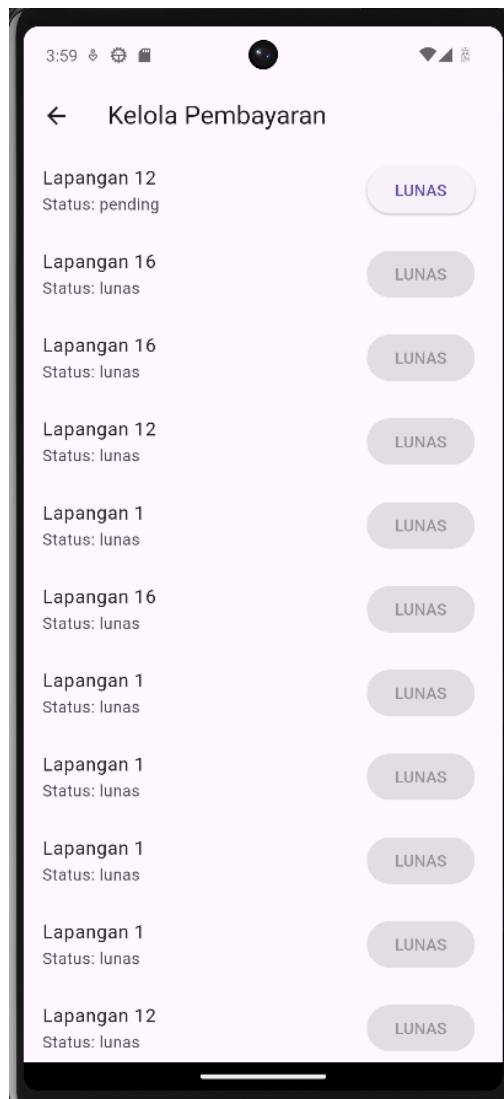 3:59
Kelola Pembayaran
Lapangan 12
Status: pending
LUNAS
Lapangan 16
Status: lunas
LUNAS
Lapangan 16
Status: lunas
LUNAS
Lapangan 12
Status: lunas
LUNAS
Lapangan 1
Status: lunas
LUNAS
Lapangan 16
Status: lunas
LUNAS
Lapangan 1
Status: lunas
LUNAS
Lapangan 1
Status: lunas
LUNAS
Lapangan 1
Status: lunas
LUNAS
Lapangan 1
Status: lunas
LUNAS
Lapangan 12
Status: lunas
LUNAS